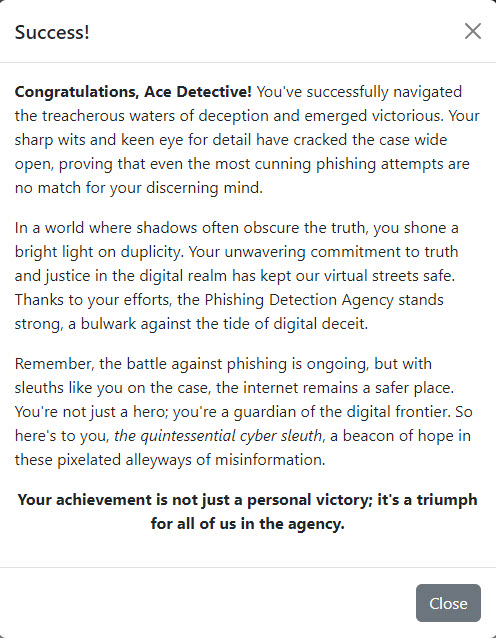 Success!
Congratulations, Ace Detective! You've successfully navigated
the treacherous waters of deception and emerged victorious. Your
sharp wits and keen eye for detail have cracked the case wide
open, proving that even the most cunning phishing attempts are
no match for your discerning mind.
In a world where shadows often obscure the truth, you shone a
bright light on duplicity. Your unwavering commitment to truth
and justice in the digital realm has kept our virtual streets safe.
Thanks to your efforts, the Phishing Detection Agency stands
strong, a bulwark against the tide of digital deceit.
Remember, the battle against phishing is ongoing, but with
sleuths like you on the case, the internet remains a safer place.
You're not just a hero; you're a guardian of the digital frontier. So
here's to you, the quintessential cyber sleuth, a beacon of hope in
these pixelated alleyways of misinformation.
Your achievement is not just a personal victory; it's a triumph
for all of us in the agency.
Close